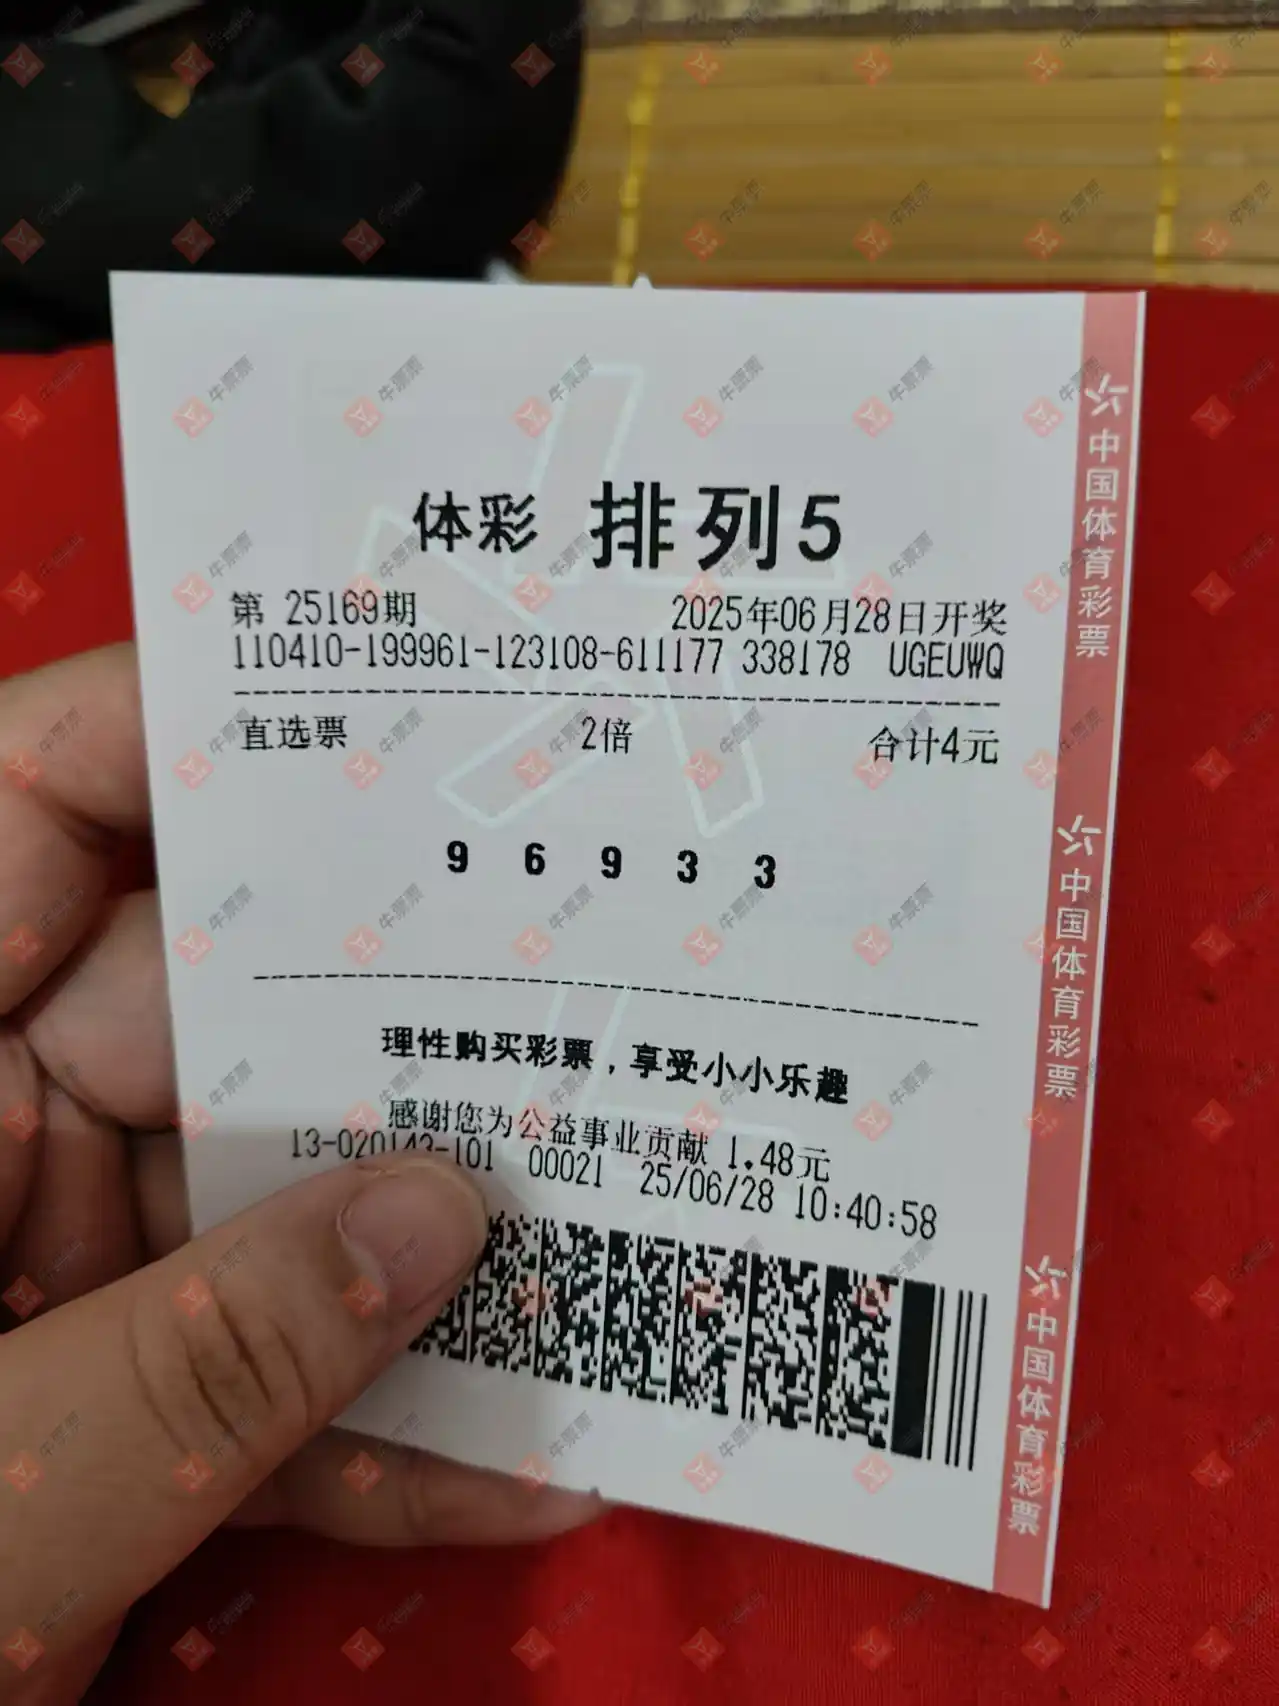 体彩 排列5
第 25169期 2025年06月28日开奖
110410-199961-123108-611177 338178 UGEUWQ
直选票 2倍 合计4元
9 6 9 3 3
理性购买彩票，享受小小乐趣
感谢您为公益事业贡献 1.48元
13-020143-101 00021 25/06/28 10:40:58
中国体育彩票
中国体育彩票
中国体育彩票
牛票票